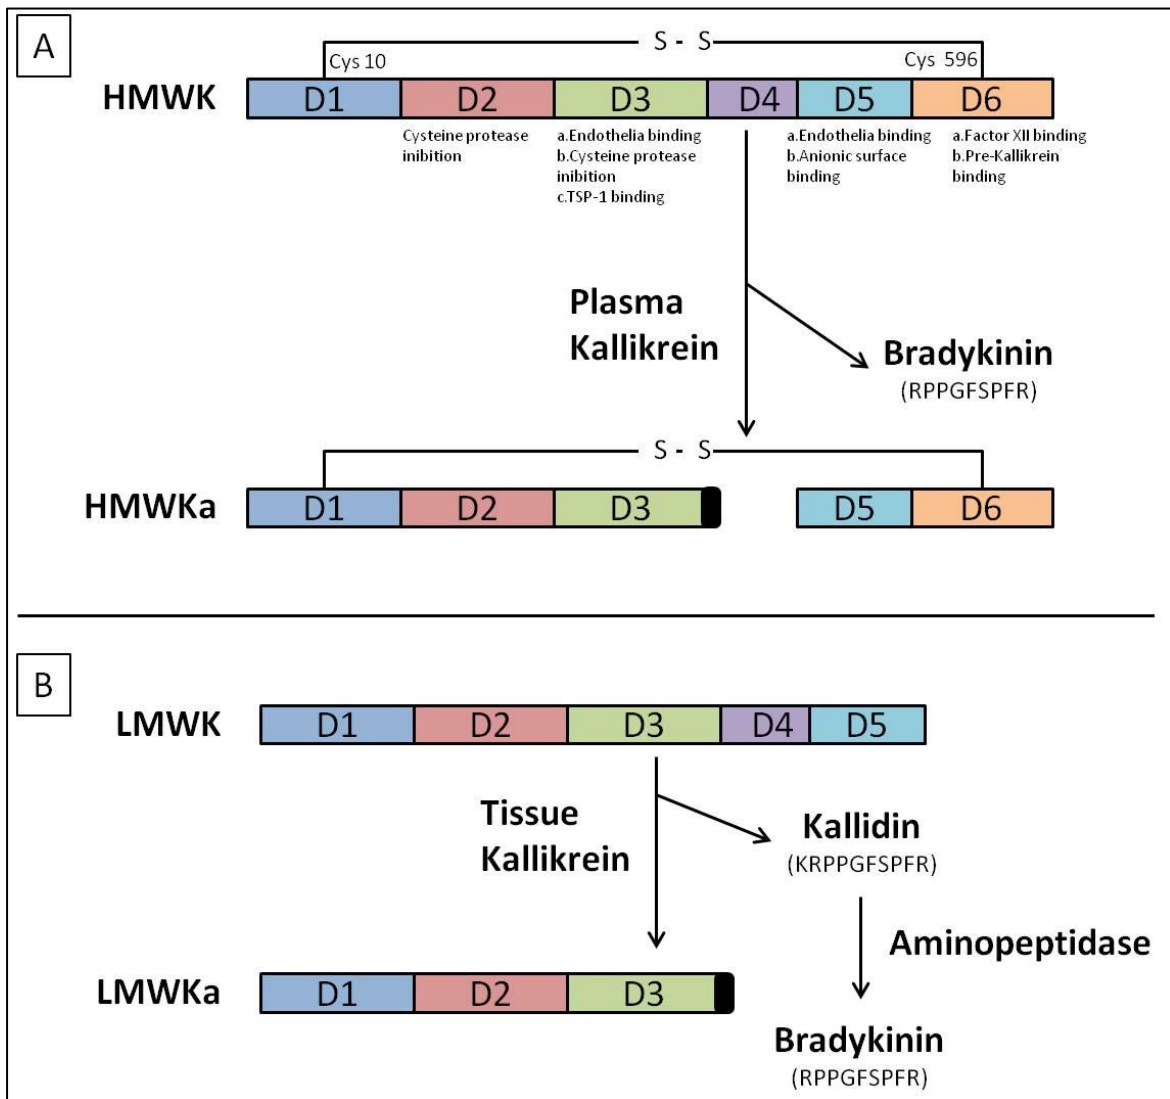 A
S - S
Cys 10
Cys 596
HMWK
D1
D2
D3
D4
D5
D6
Cysteine protease
inibition
a.Endothelia binding
b.Cysteine protease
inibition
c.TSP-1 binding
a.Endothelia binding
b.Anionic surface
binding
a.Factor XII binding
b.Pre-Kallikrein
binding
Plasma
Kallikrein
Bradykinin
(RPPGFSPFR)
S - S
HMWKa
D1
D2
D3
D5
D6
B
LMWK
D1
D2
D3
D4
D5
Tissue
Kallikrein
Kallidin
(KRPPGFSPFR)
Aminopeptidase
LMWKa
D1
D2
D3
Bradykinin
(RPPGFSPFR)